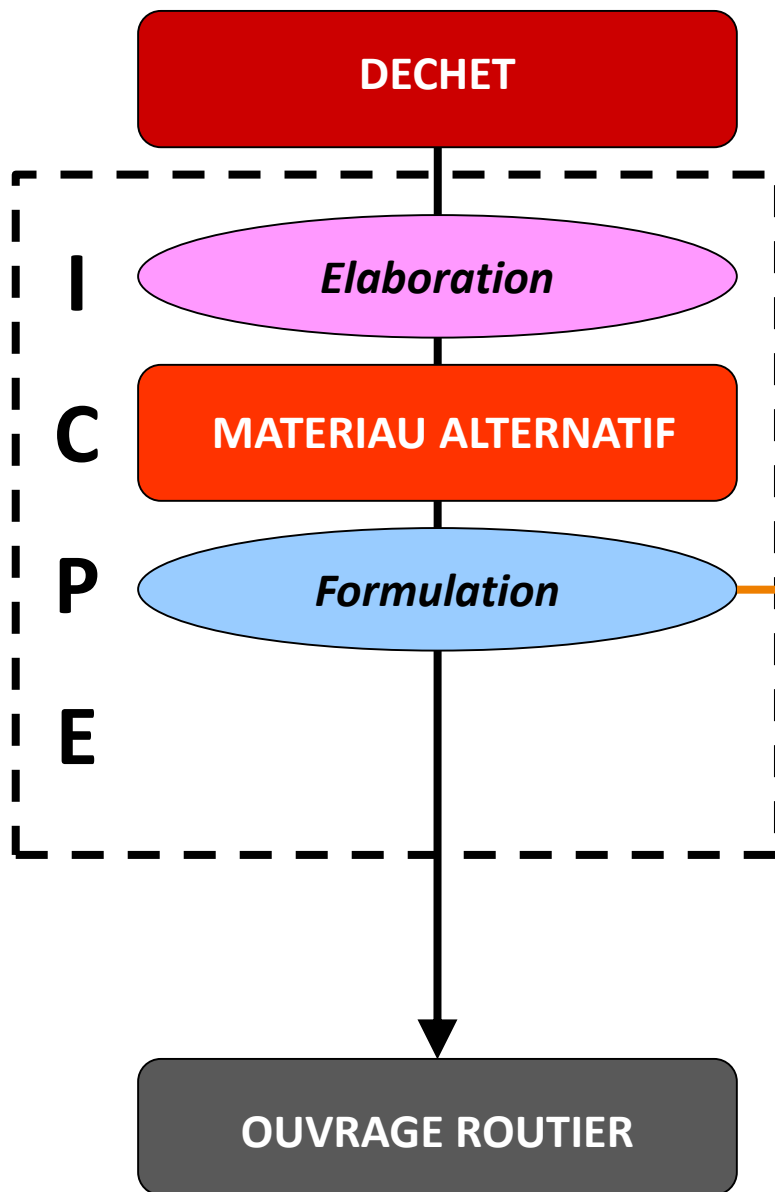 DECHET
I
Elaboration
C
MATERIAU ALTERNATIF
P
Formulation
E
OUVRAGE ROUTIER